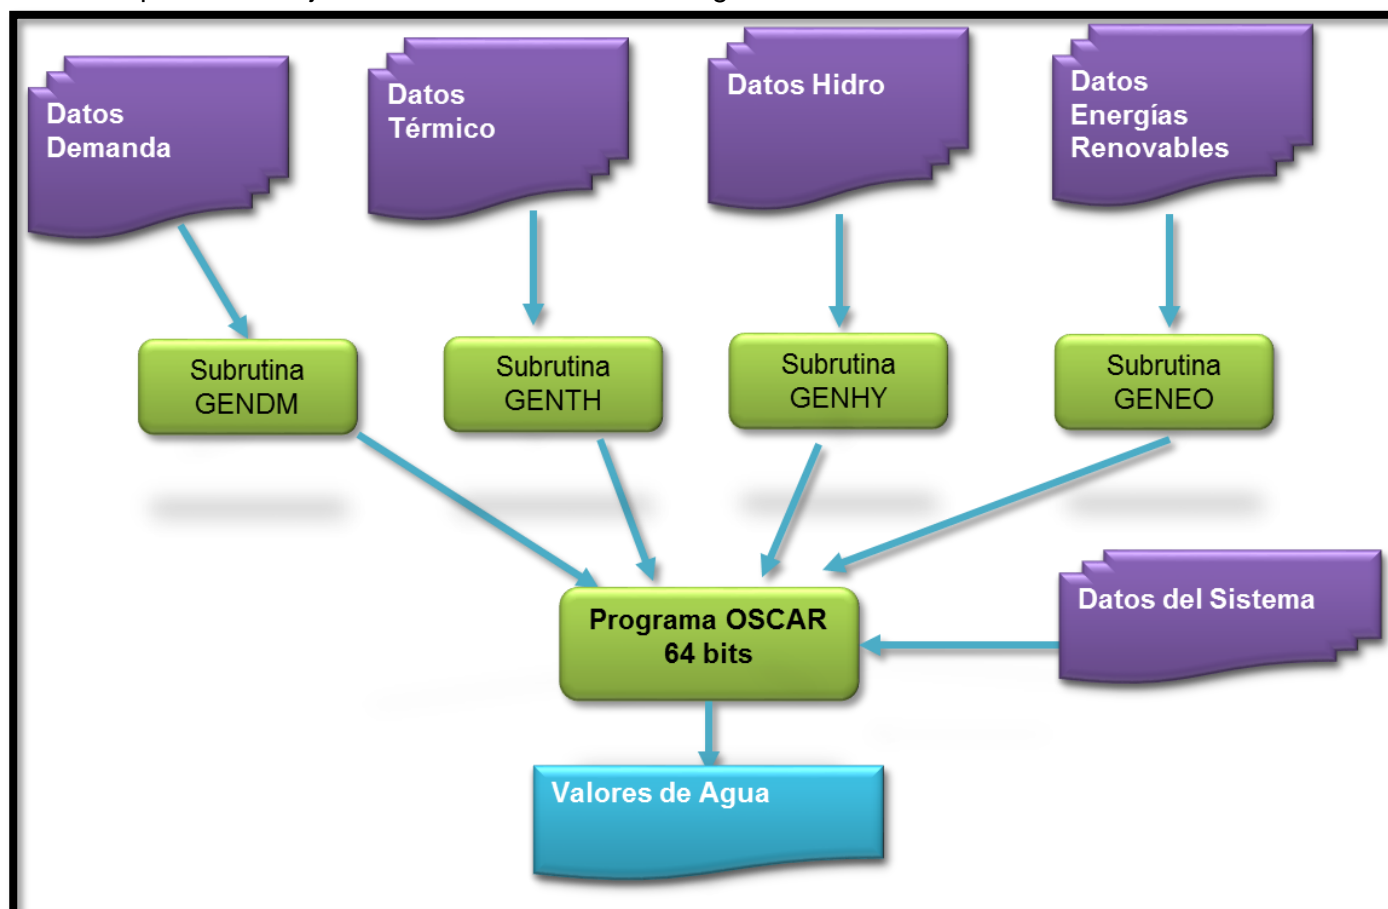 Datos
Demanda
Datos
Térmico
Datos Hidro
Datos
Energías
Renovables
Subrutina
GENDM
Subrutina
GENTH
Subrutina
GENHY
Subrutina
GENEO
Programa OSCAR
64 bits
Datos del Sistema
Valores de Agua